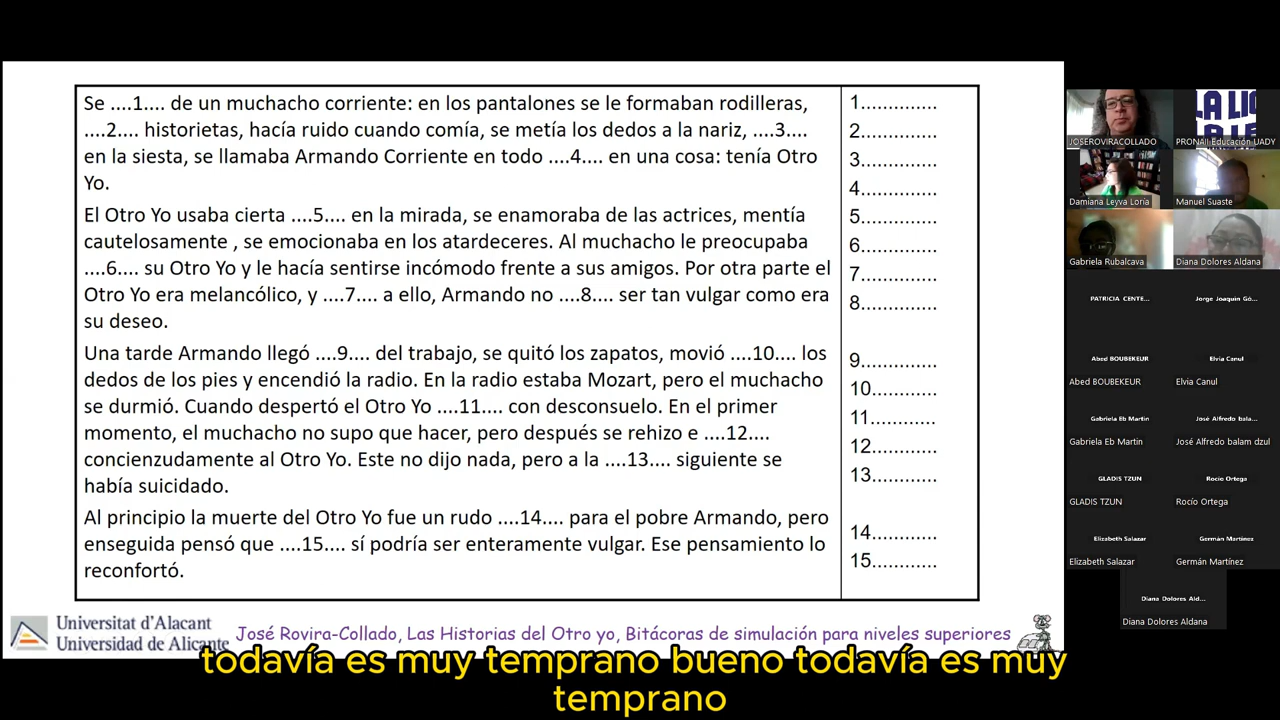 Se ....1.... de un muchacho corriente: en los pantalones se le formaban rodilleras,
....2.... historietas, hacía ruido cuando comía, se metía los dedos a la nariz, ....3....
en la siesta, se llamaba Armando Corriente en todo ....4.... en una cosa: tenía Otro
Yo.
El Otro Yo usaba cierta ....5.... en la mirada, se enamoraba de las actrices, mentía
cautelosamente , se emocionaba en los atardeceres. Al muchacho le preocupaba
....6.... su Otro Yo y le hacía sentirse incómodo frente a sus amigos. Por otra parte el
Otro Yo era melancólico, y ....7.... a ello, Armando no ....8.... ser tan vulgar como era
su deseo.
Una tarde Armando llegó ....9.... del trabajo, se quitó los zapatos, movió ....10.... los
dedos de los pies y encendió la radio. En la radio estaba Mozart, pero el muchacho
se durmió. Cuando despertó el Otro Yo ....11.... con desconsuelo. En el primer
momento, el muchacho no supo que hacer, pero después se rehizo e ....12....
concienzudamente al Otro Yo. Este no dijo nada, pero a la ....13.... siguiente se
había suicidado.
Al principio la muerte del Otro Yo fue un rudo ....14.... para el pobre Armando, pero
enseguida pensó que ....15.... sí podría ser enteramente vulgar. Ese pensamiento lo
reconfortó.
1.............
2.............
3.............
4.............
5.............
6.............
7.............
8.............
9.............
10............
11............
12............
13............
14............
15............
Universitat d'Alacant
Universidad de Alicante
José Rovira-Collado, Las Historias del Otro yo, Bitácoras de simulación para niveles superiores
todavía es muy temprano bueno todavía es muy
temprano
JOSEROVIRACOLLADO
PRONAII Educación UADY
Damiana Leyva Loría
Manuel Suaste
Gabriela Rubalcava
Diana Dolores Aldana
PATRICIA CENTE...
Jorge Joaquin Gó...
Abed BOUBEKEUR
Elvia Canul
Abed BOUBEKEUR
Elvia Canul
Gabriela Eb Martin
José Alfredo bala...
Gabriela Eb Martin
José Alfredo balam dzul
GLADIS TZUN
Rocío Ortega
GLADIS TZUN
Rocío Ortega
Elizabeth Salazar
Germán Martínez
Elizabeth Salazar
Germán Martínez
Diana Dolores Ald...
Diana Dolores Aldana